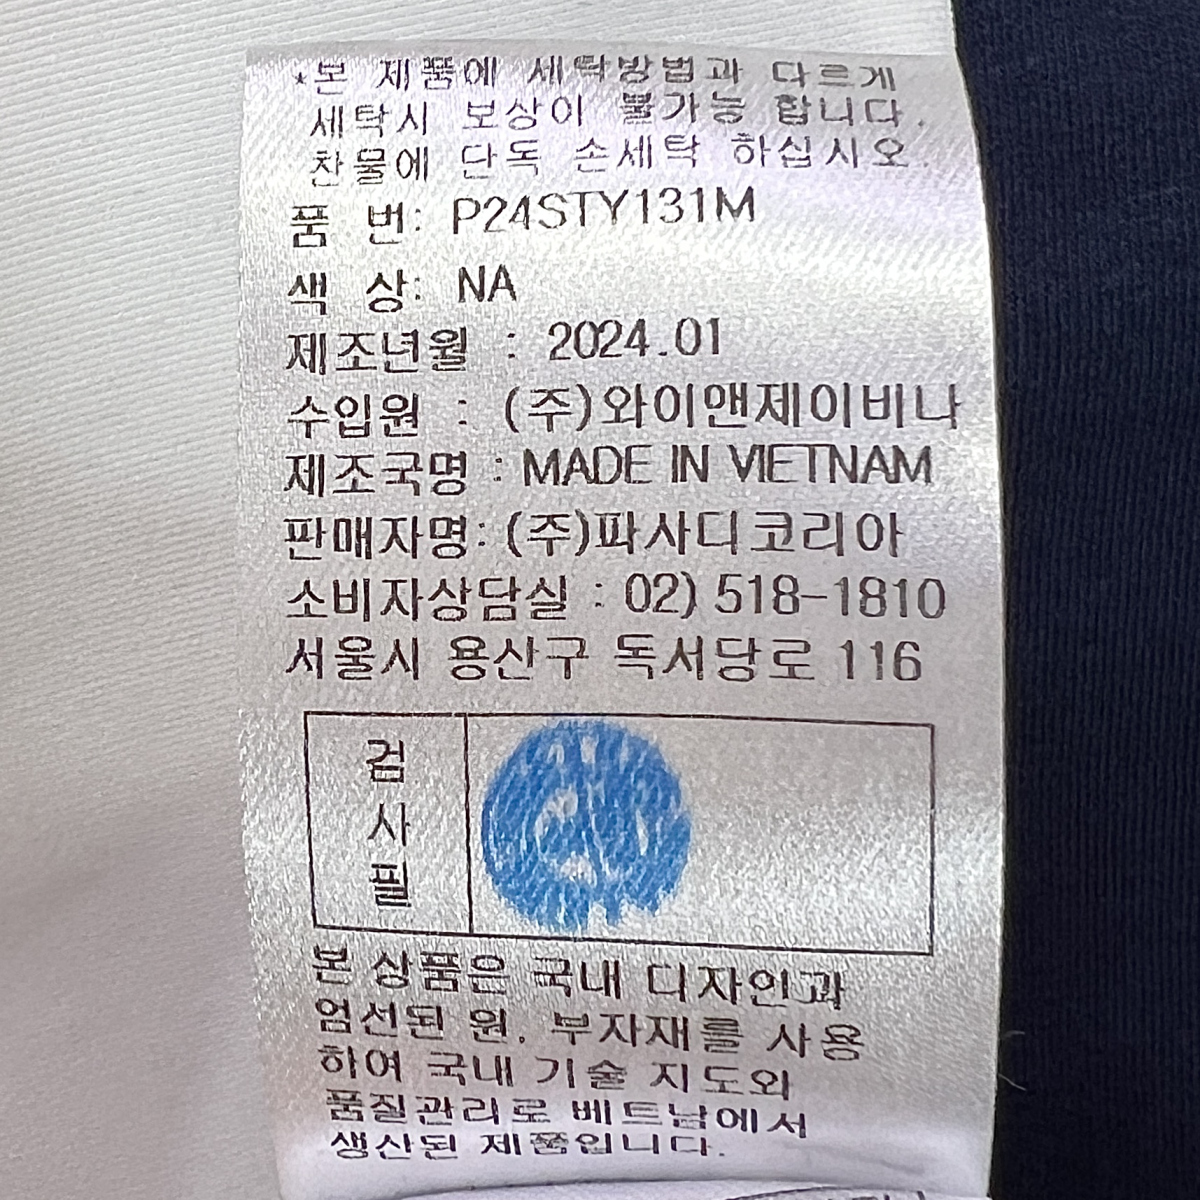 *본 제품에 세탁방법과 다르게
세탁시 보상이 불가능 합니다.
찬물에 단독 손세탁 하십시오.
품 번: P24STY131M
색 상: NA
제조년월 : 2024.01
수입원 : (주)와이앤제이비나
제조국명 : MADE IN VIETNAM
판매자명: (주)파사디코리아
소비자상담실 : 02) 518-1810
서울시 용산구 독서당로 116
검
사
필
본 상품은 국내 디자인과
엄선된 원. 부자재를 사용
하여 국내 기술 지도와
품질관리로 베트남에서
생산된 제품입니다.